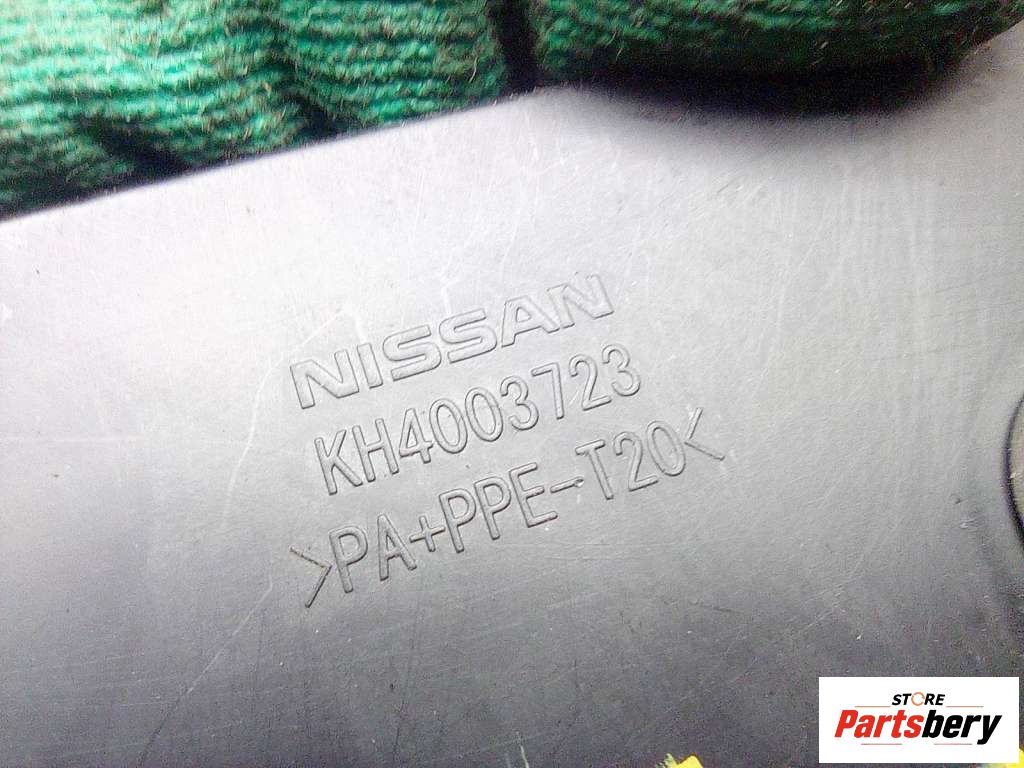 NISSAN
KH4003723
>PA+PPE-T20<
STORE
Partsbery